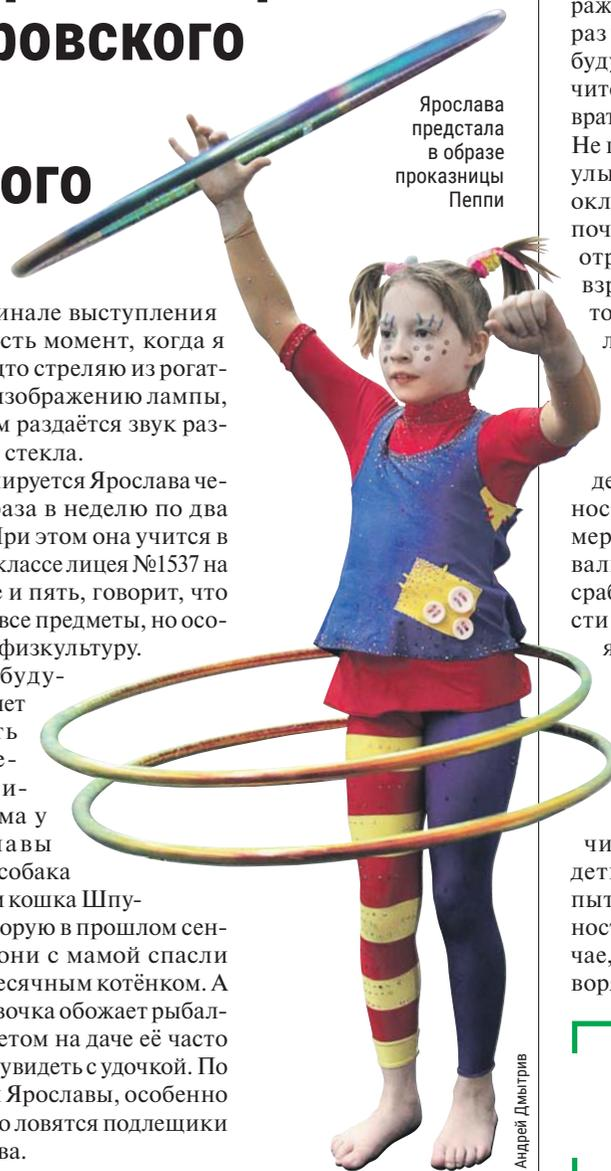 ровского
ого
Ярослава
предстала
в образе
проказницы
Пеппи
инале выступления
сть момент, когда я
дто стреляю из рогат-
изображению лампы,
м раздаётся звук раз-
стекла.
ируется Ярослава че-
раза в неделю по два
При этом она учится в
классе лицея №1537 на
е и пять, говорит, что
все предметы, но осо-
физкультуру.
буду-
ет
ть
е-
и-
ма у
лавы
собака
и кошка Шпу-
орую в прошлом сен-
они с мамой спасли
есячным котёнком. А
вочка обожает рыбал-
етом на даче её часто
увидеть с удочкой. По
Ярославы, особенно
о ловятся подлещики
ва.
Андрей Дмытрив
раж
раз
буд
чит
врат
Не
улы
окл
поч
отр
взр
то
л
де
нос
мер
вал
сраб
сти
я
чи
дет
пыт
нос
чае,
вор